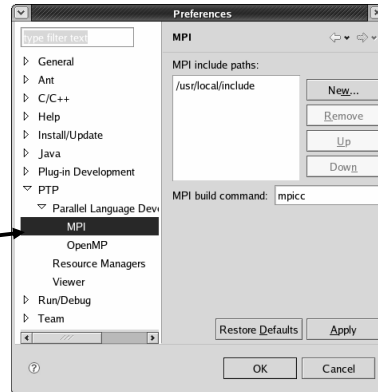 Preferences
type filter text
General
Ant
C/C++
Help
Install/Update
Java
Plug-in Development
PTP
Parallel Language Deve
MPI
OpenMP
Resource Managers
Viewer
Run/Debug
Team
MPI
MPI include paths:
/usr/local/include
New...
Remove
Up
Down
MPI build command: mpicc
Restore Defaults
Apply
OK
Cancel